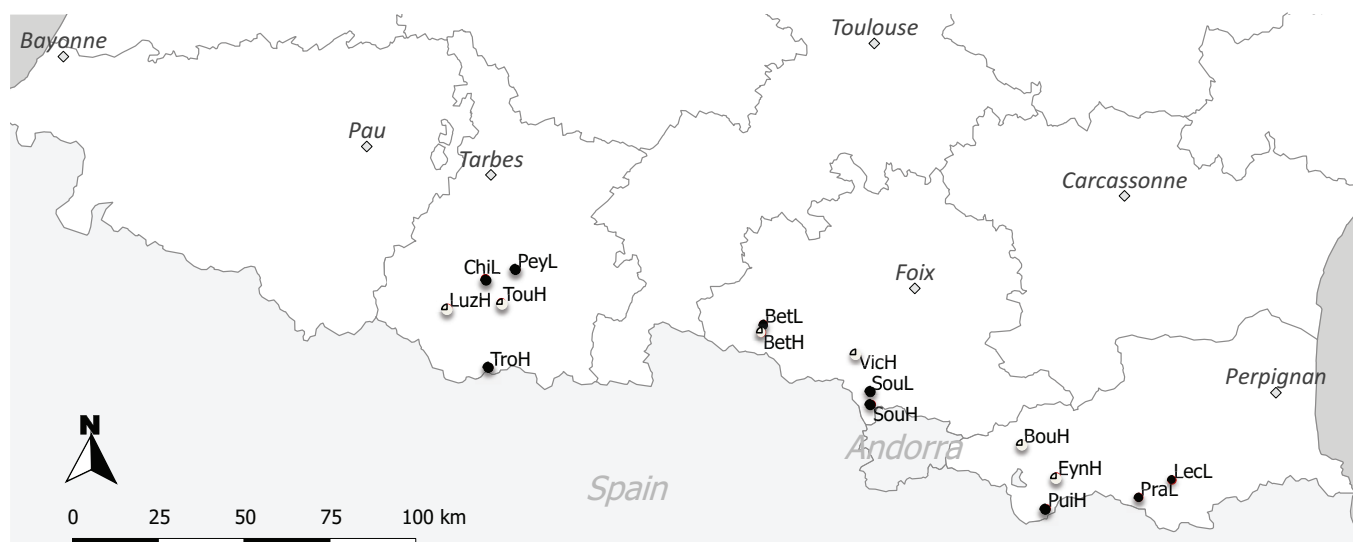 Bayonne
Toulouse
Pau
Tarbes
Carcassonne
ChiL
PeyL
LuzH
TouH
TroH
Foix
BetL
BetH
VicH
SouL
SouH
Andorra
Perpignan
BouH
EynH
LecL
PraL
PuiH
Spain
N
0 25 50 75 100 km